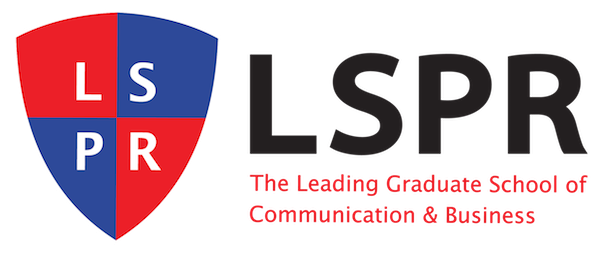 L S
P R
LSPR
The Leading Graduate School of
Communication & Business